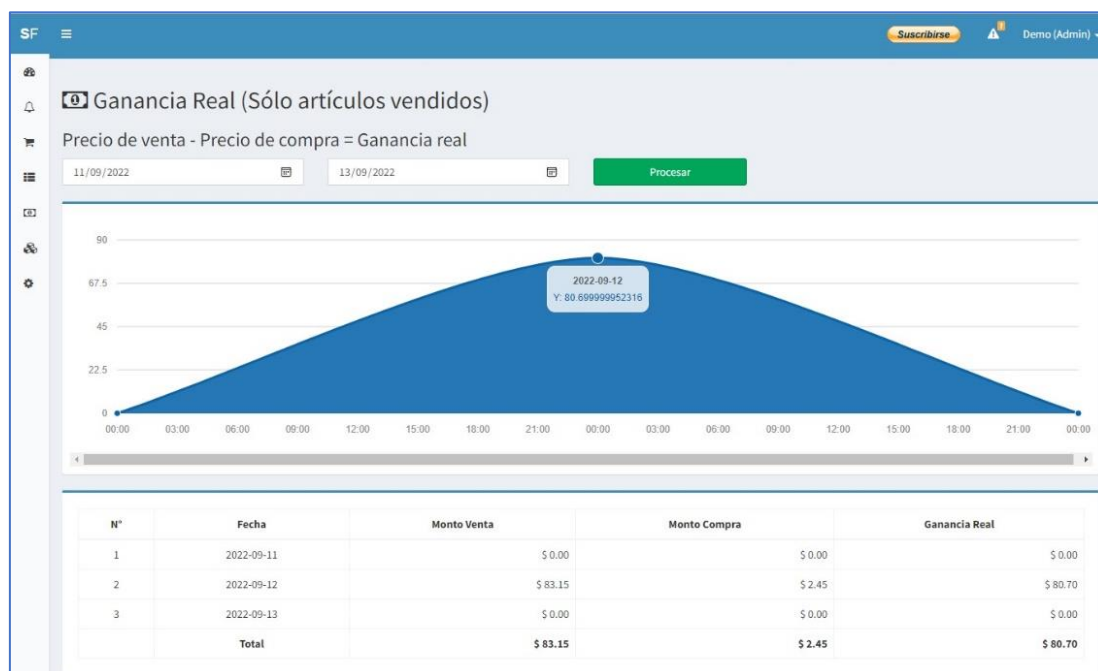 SF
Suscribirse
Demo (Admin)
Ganancia Real (Sólo artículos vendidos)
Precio de venta - Precio de compra = Ganancia real
11/09/2022 13/09/2022 Procesar
90
67.5
45
22.5
0
2022-09-12
Y: 80.699999952316
00:00 03:00 06:00 09:00 12:00 15:00 18:00 21:00 00:00 03:00 06:00 09:00 12:00 15:00 18:00 21:00 00:00
N° Fecha Monto Venta Monto Compra Ganancia Real
1 2022-09-11 $ 0.00 $ 0.00 $ 0.00
2 2022-09-12 $ 83.15 $ 2.45 $ 80.70
3 2022-09-13 $ 0.00 $ 0.00 $ 0.00
Total $ 83.15 $ 2.45 $ 80.70